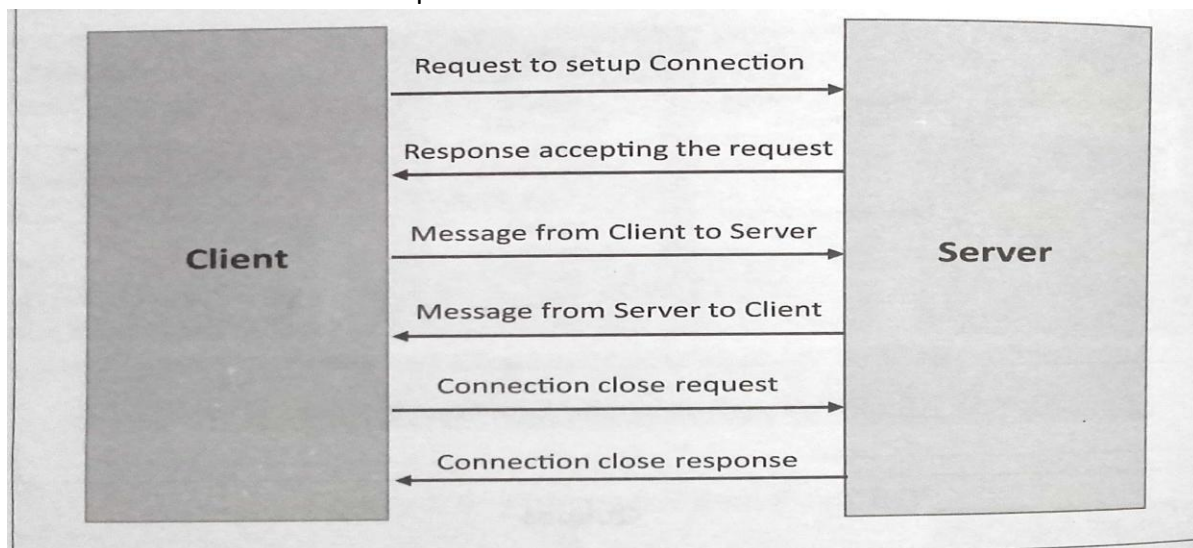 Request to setup Connection
Response accepting the request
Message from Client to Server
Client
Server
Message from Server to Client
Connection close request
Connection close response